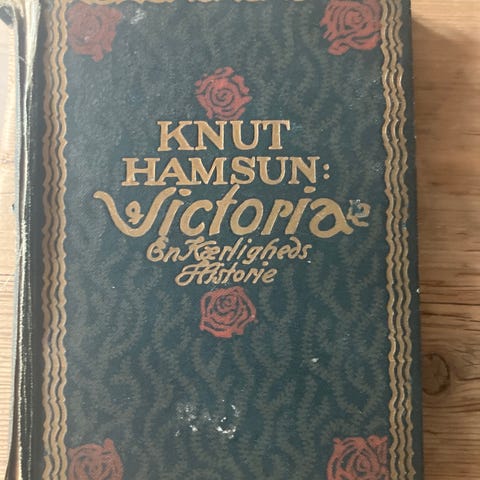 KNUT
HAMSUN:
Victoria
En Kærligheds
Historie